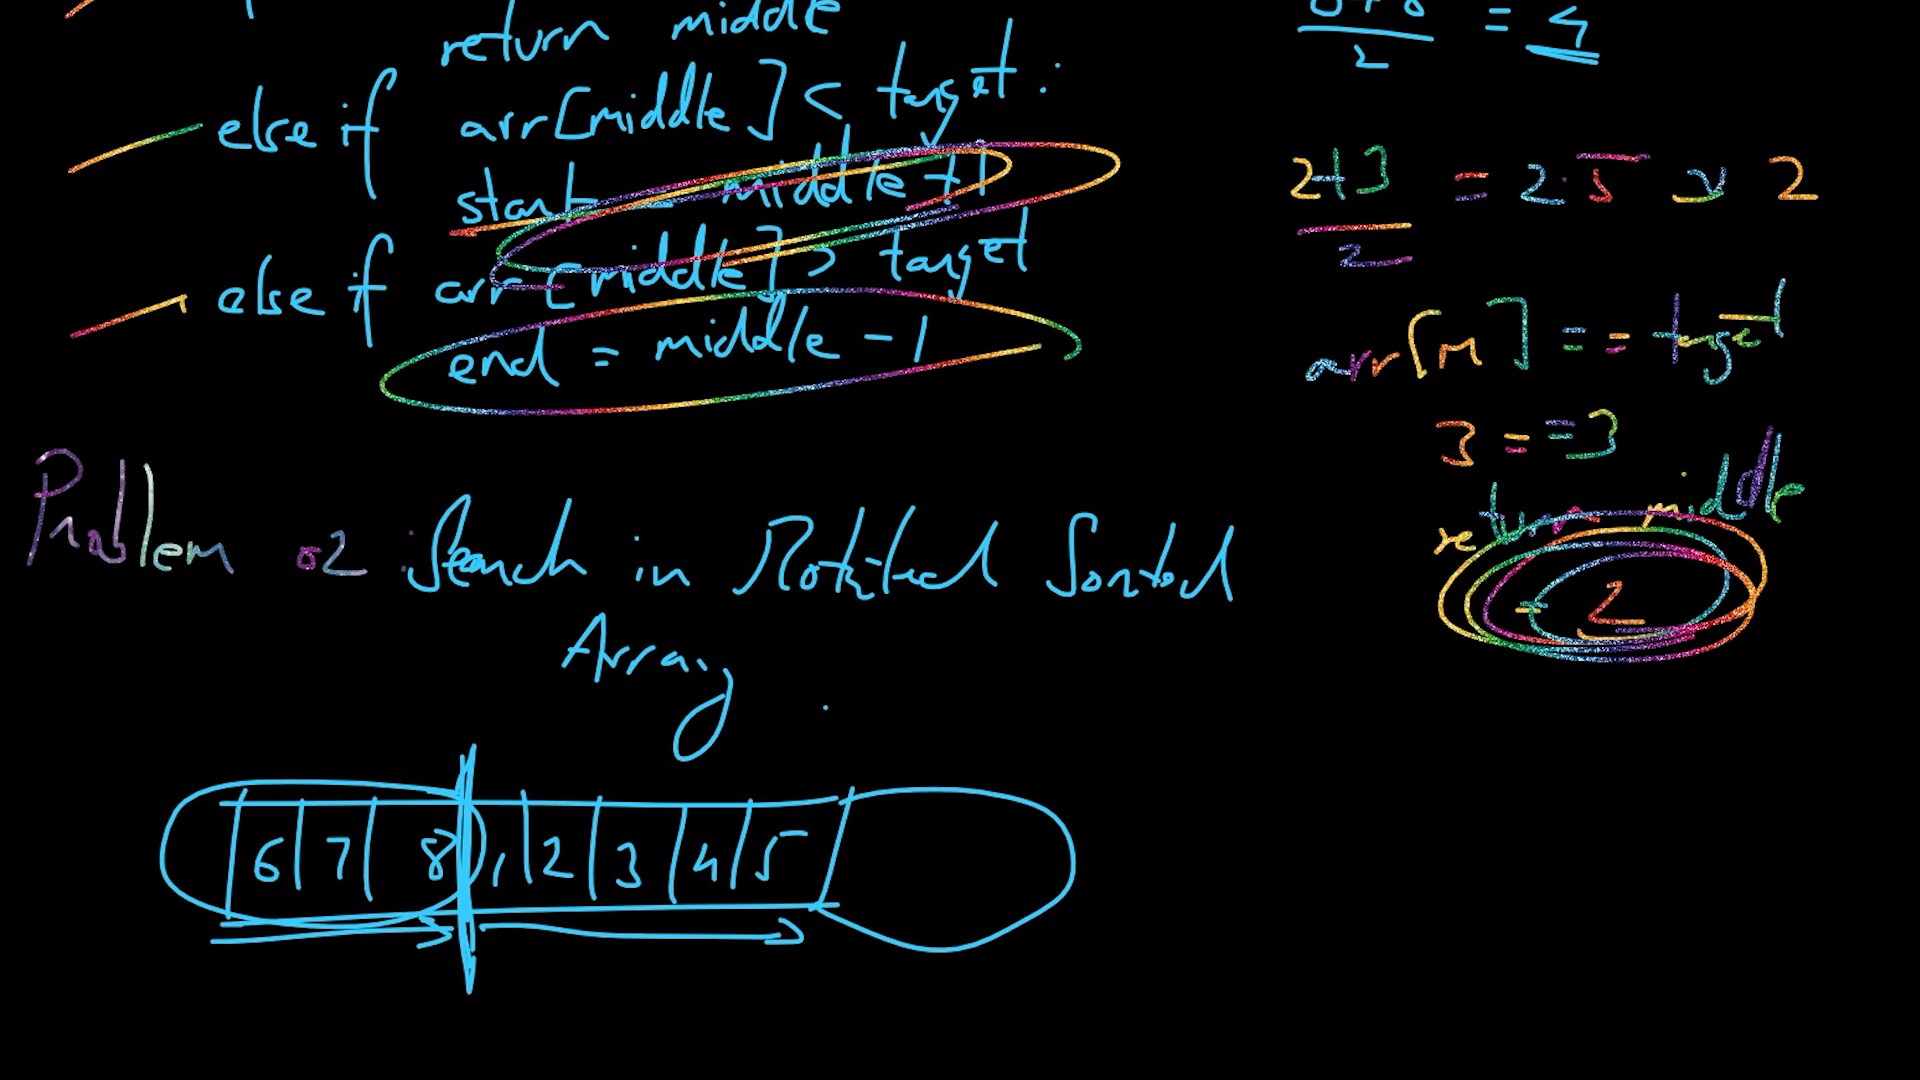 return middle
else if arr[middle] < target :
start = middle + 1
else if arr[middle] > target
end = middle - 1
Problem 02 : Search in Rotated Sorted
Array
6 7 8 1 2 3 4 5
2 = 4
2+3 = 2.5 ≈ 2
2
arr[m] == target
3 == 3
return middle
2